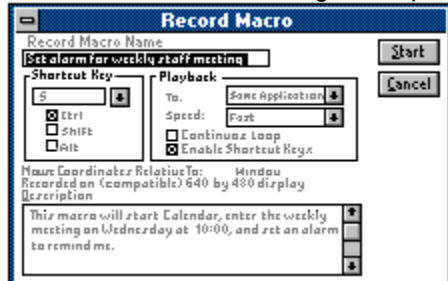 Record Macro
Record Macro Name
Set alarm for weekly staff meeting
Start
Cancel
Shortcut Key
S
Ctrl
Shift
Alt
Playback
To: Same Application
Speed: Fast
Continuous Loop
Enable Shortcut Keys
Mouse Coordinates Relative To: Window
Recorded on (compatible) 640 by 480 display
Description
This macro will start Calendar, enter the weekly
meeting on Wednesday at 10:00, and set an alarm
to remind me.